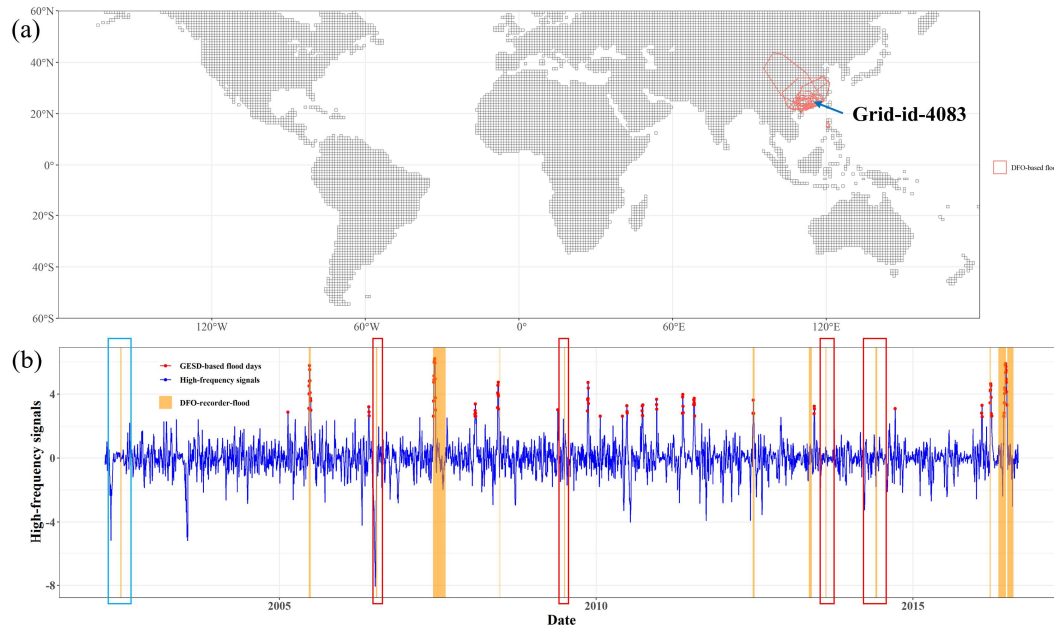 (a)
60°N
40°N
20°N
0°
20°S
40°S
60°S
Grid-id-4083
DFO-based floo
120°W
60°W
0°
60°E
120°E
(b)
GESD-based flood days
High-frequency signals
DFO-recorder-flood
High-frequency signals
4
0
-4
-8
2005
2010
2015
Date